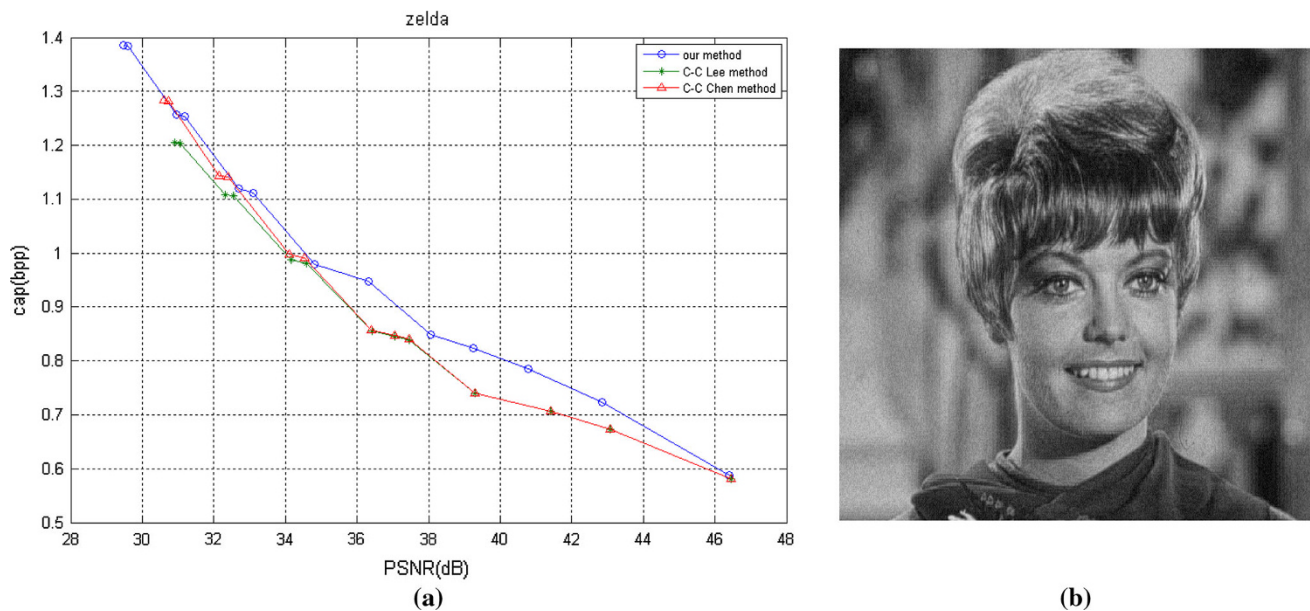 zelda
our method
C-C Lee method
C-C Chen method
1.4
1.3
1.2
1.1
1
0.9
0.8
0.7
0.6
0.5
cap(bpp)
28 30 32 34 36 38 40 42 44 46 48
PSNR(dB)
(a) (b)